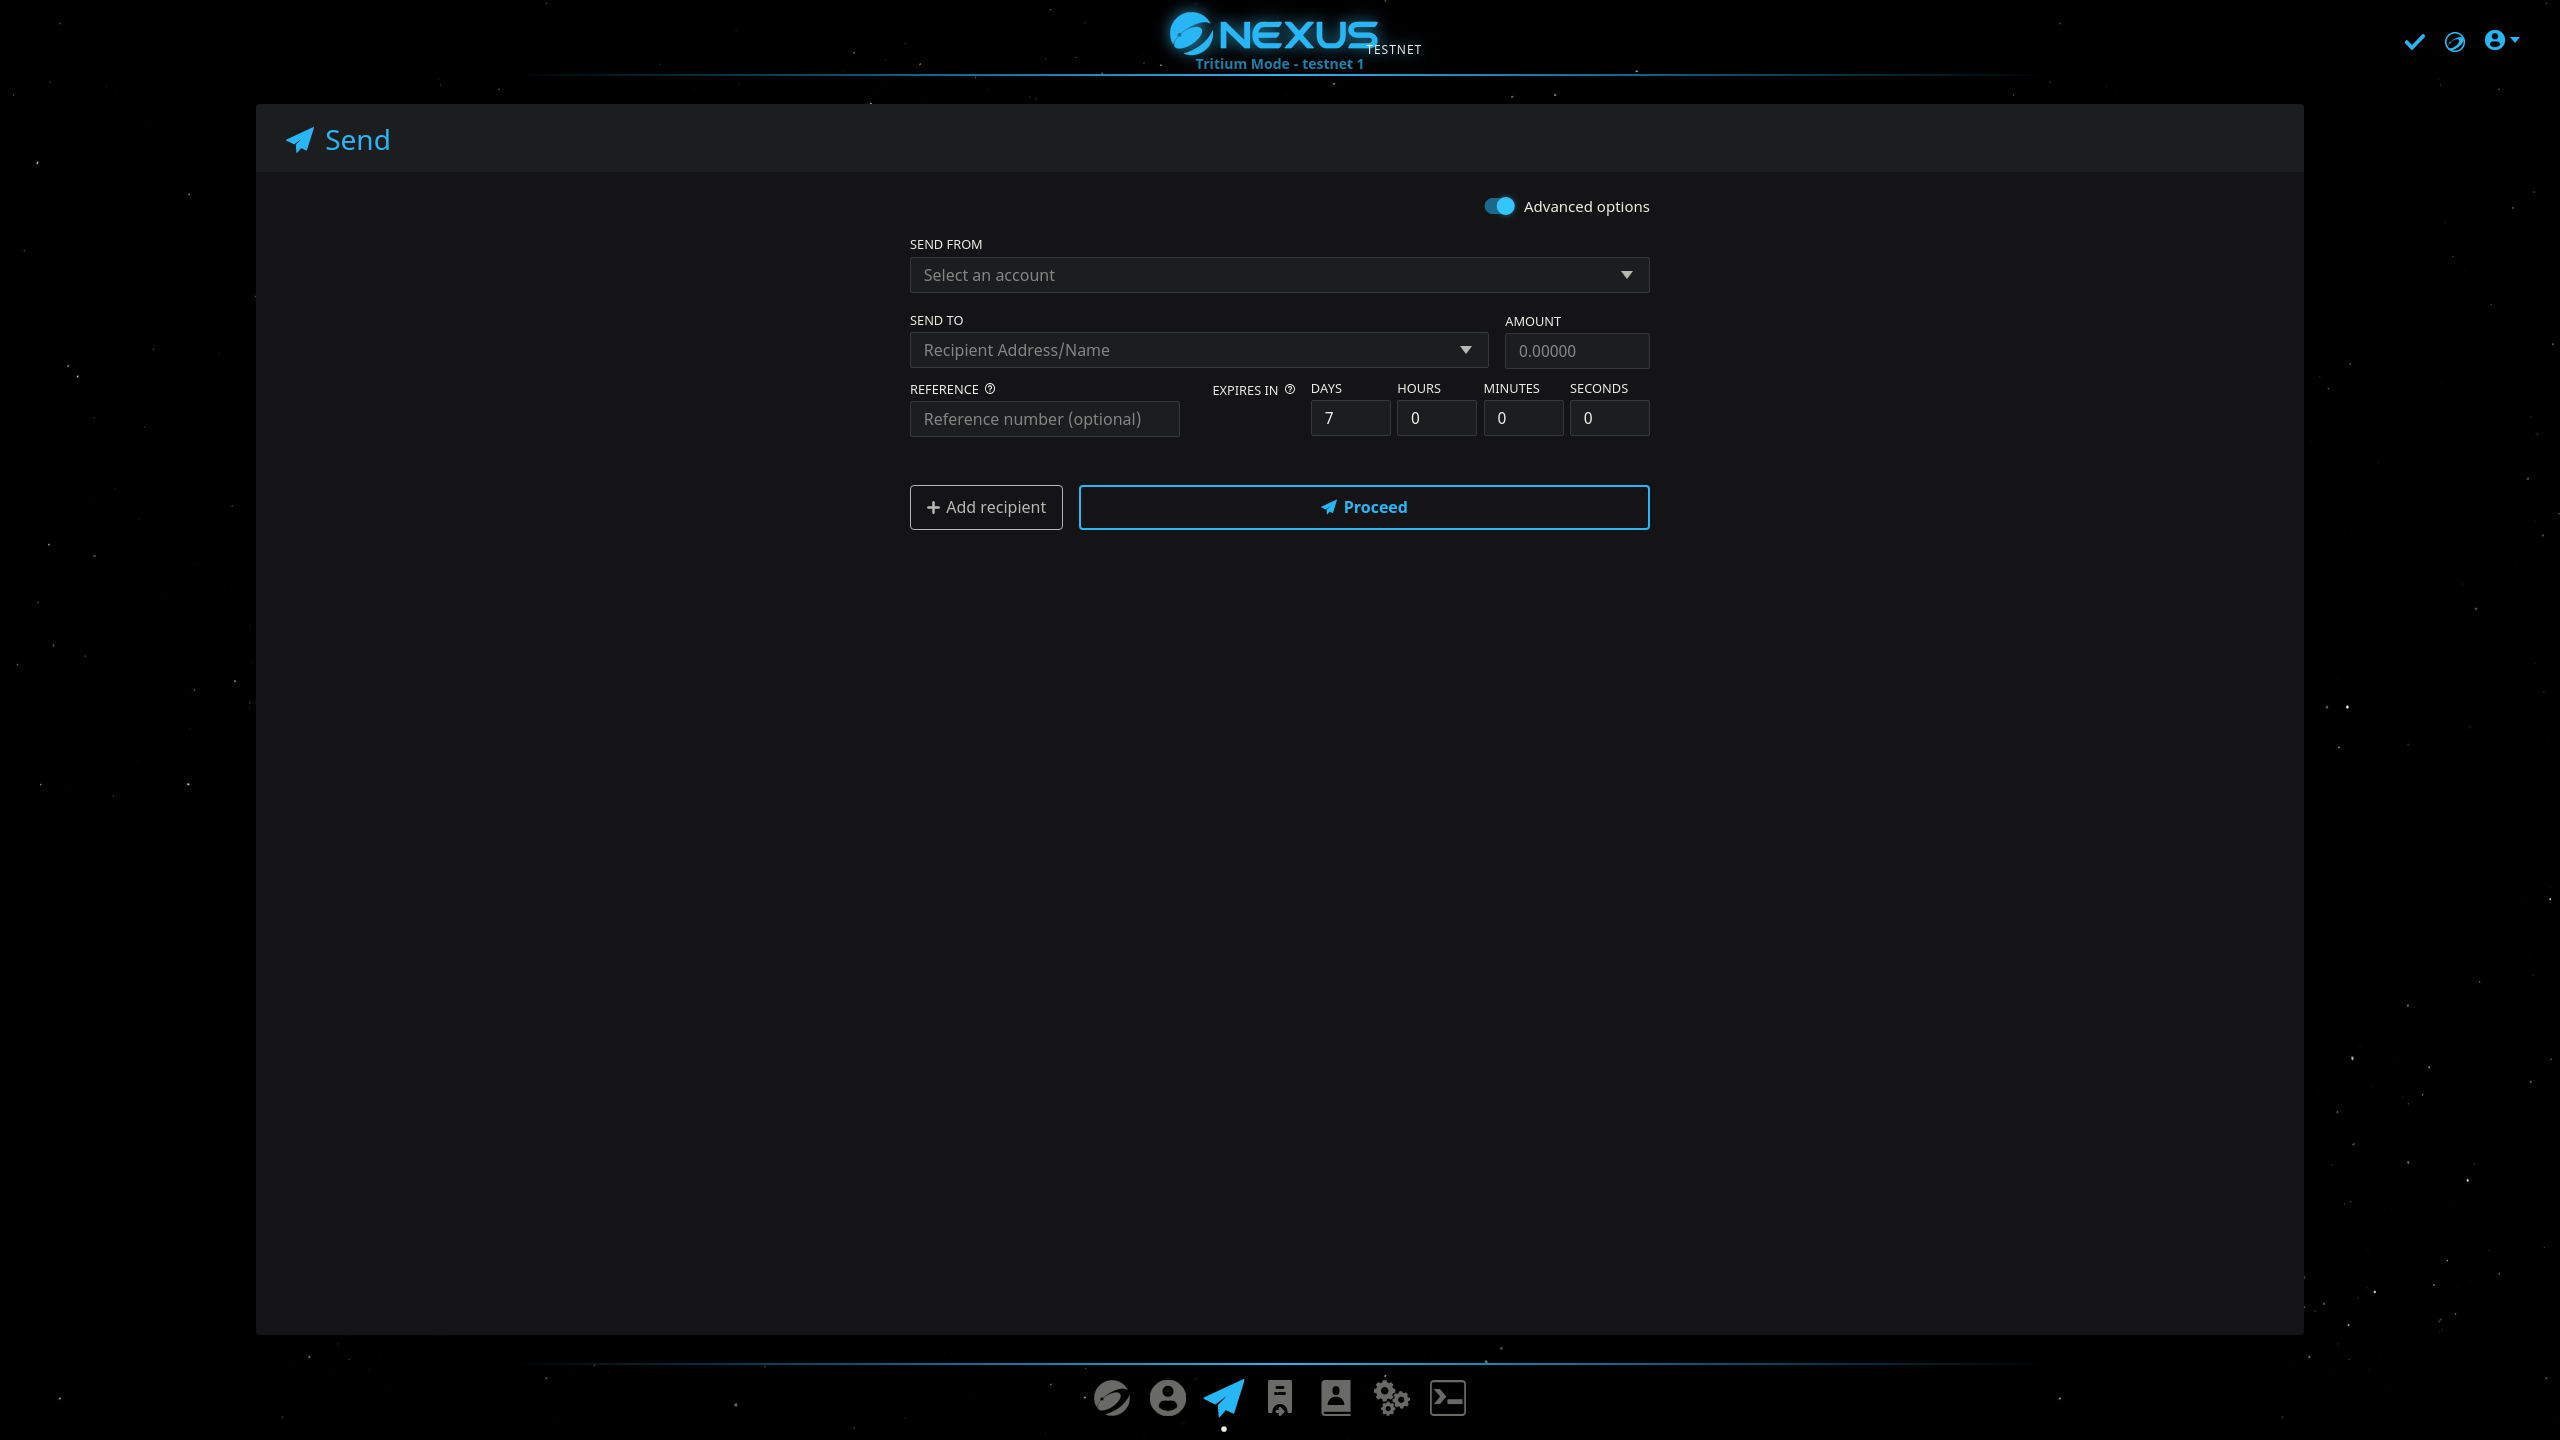 NEXUS
TESTNET
Tritium Mode - testnet 1
Send
Advanced options
SEND FROM
Select an account
SEND TO
AMOUNT
Recipient Address/Name
0.00000
REFERENCE
EXPIRES IN
DAYS
HOURS
MINUTES
SECONDS
Reference number (optional)
7
0
0
0
Add recipient
Proceed